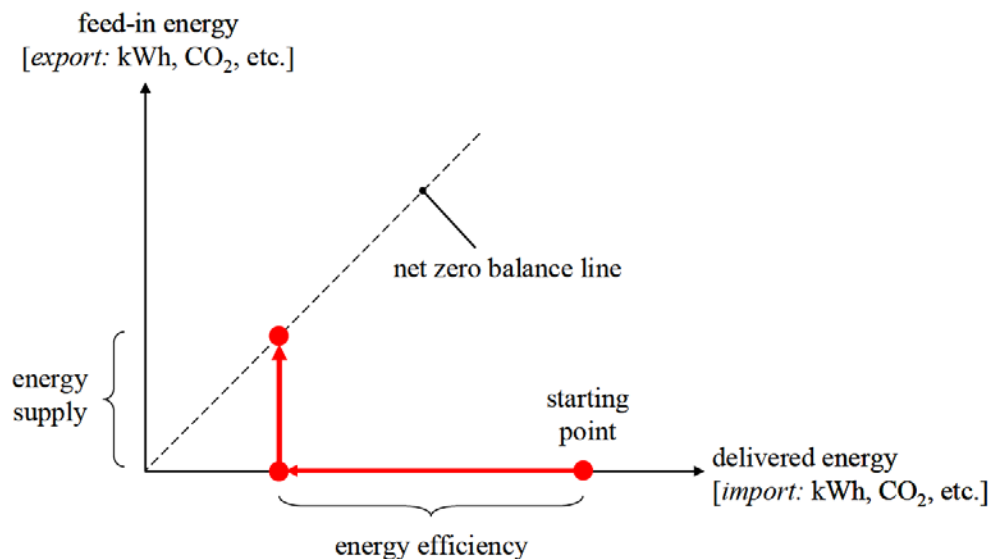 feed-in energy
[export: kWh, CO₂, etc.]
net zero balance line
energy
supply
starting
point
delivered energy
[import: kWh, CO₂, etc.]
energy efficiency